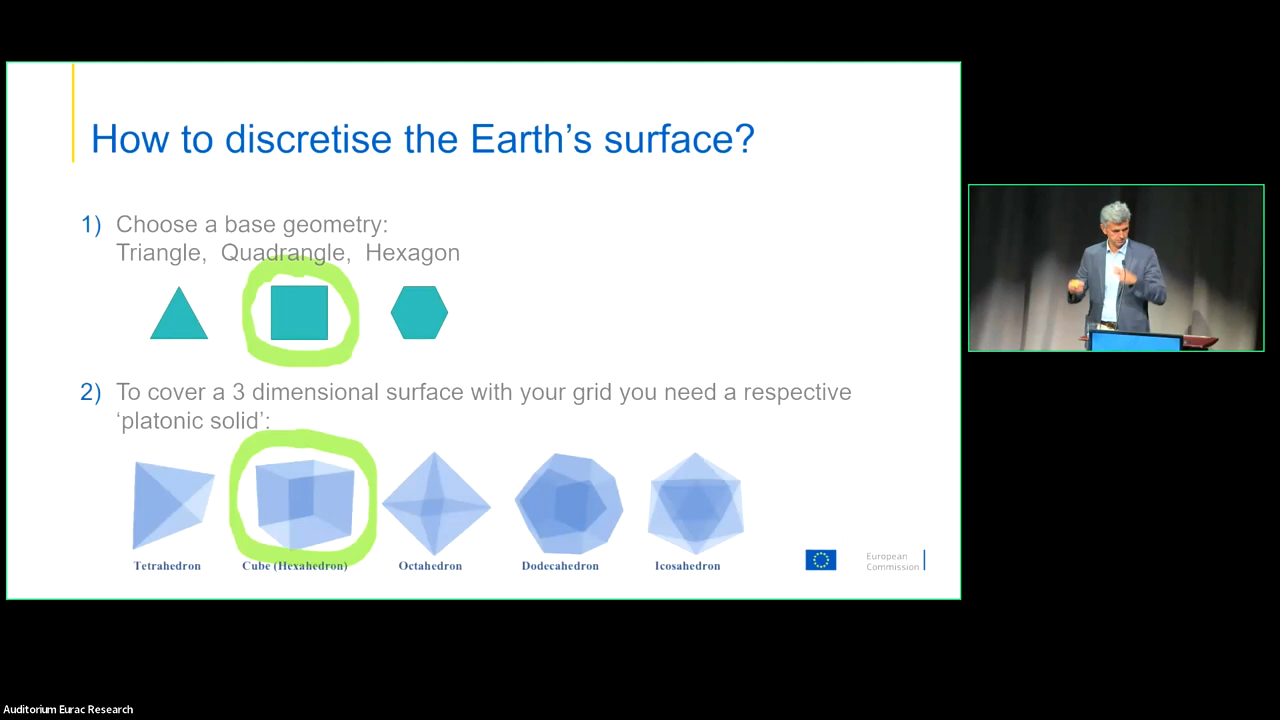 How to discretise the Earth's surface?
1) Choose a base geometry:
Triangle, Quadrangle, Hexagon
2) To cover a 3 dimensional surface with your grid you need a respective
‘platonic solid’:
Tetrahedron Cube (Hexahedron) Octahedron Dodecahedron Icosahedron
European
Commission
Auditorium Eurac Research